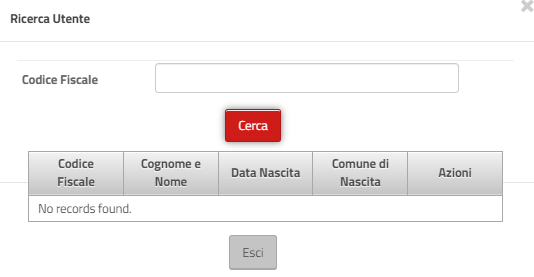 Ricerca Utente
Codice Fiscale
Cerca
Codice Fiscale
Cognome e Nome
Data Nascita
Comune di Nascita
Azioni
No records found.
Esci